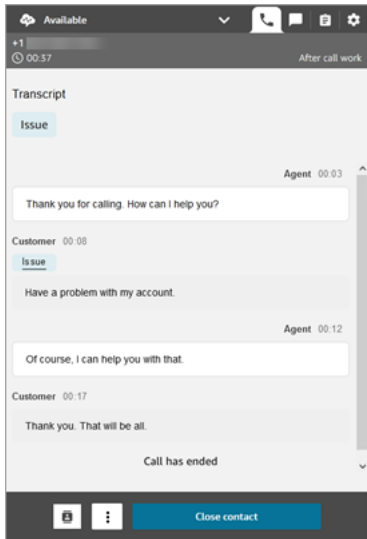 Available
+1
00:37 After call work
Transcript
Issue
Agent 00:03
Thank you for calling. How can I help you?
Customer 00:08
Issue
Have a problem with my account.
Agent 00:12
Of course, I can help you with that.
Customer 00:17
Thank you. That will be all.
Call has ended
Close contact